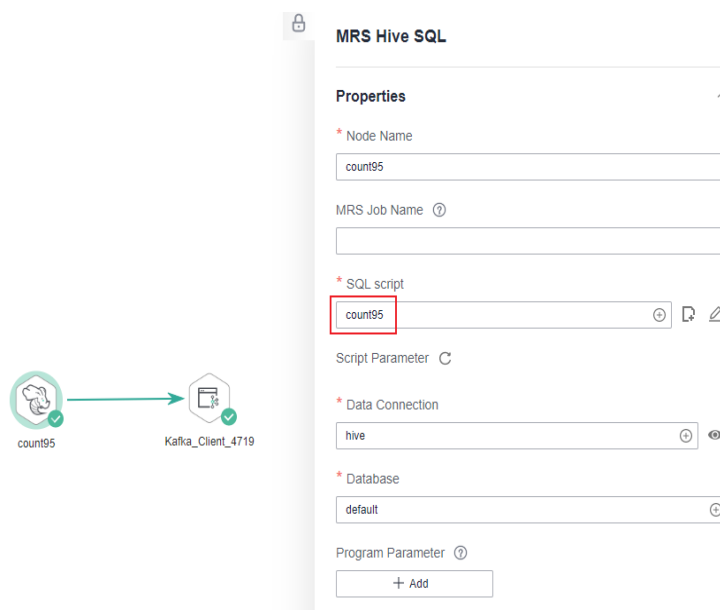 MRS Hive SQL
Properties
* Node Name
count95
MRS Job Name ?
* SQL script
count95
Script Parameter
* Data Connection
hive
* Database
default
Program Parameter ?
+ Add
count95
Kafka_Client_4719